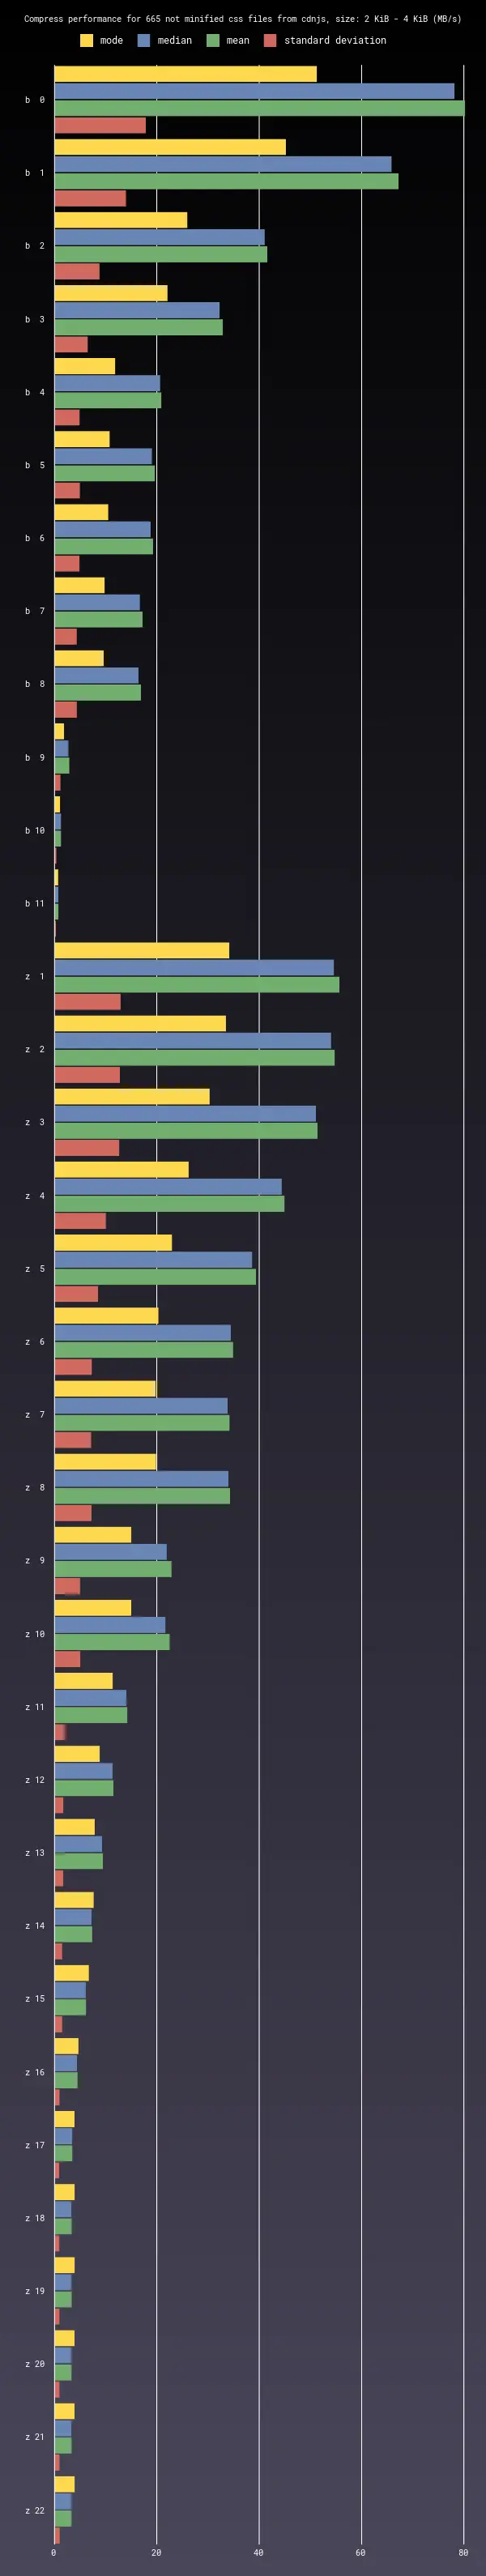 Compress performance for 665 not minified css files from cdnjs, size: 2 KiB - 4 KiB (MB/s)
mode median mean standard deviation
b 0
b 1
b 2
b 3
b 4
b 5
b 6
b 7
b 8
b 9
b 10
b 11
z 1
z 2
z 3
z 4
z 5
z 6
z 7
z 8
z 9
z 10
z 11
z 12
z 13
z 14
z 15
z 16
z 17
z 18
z 19
z 20
z 21
z 22
0 20 40 60 80